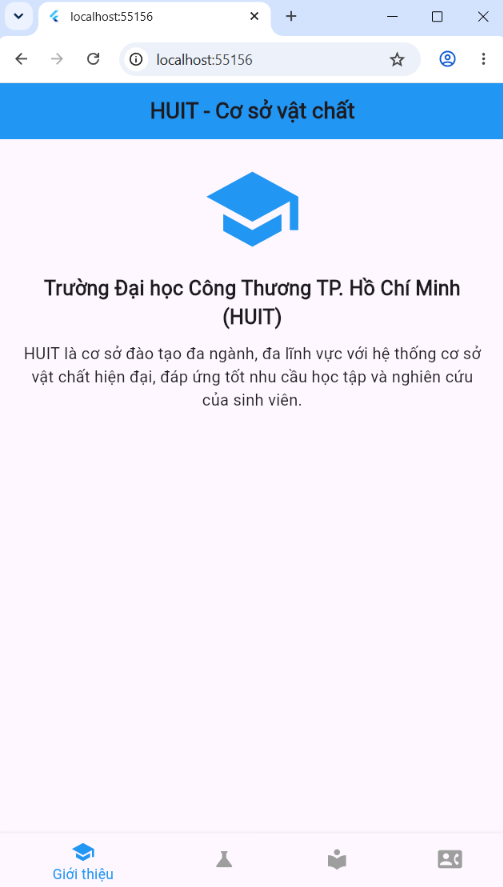 localhost:55156
localhost:55156
HUIT - Cơ sở vật chất
Trường Đại học Công Thương TP. Hồ Chí Minh
(HUIT)
HUIT là cơ sở đào tạo đa ngành, đa lĩnh vực với hệ thống cơ sở
vật chất hiện đại, đáp ứng tốt nhu cầu học tập và nghiên cứu
của sinh viên.
Giới thiệu